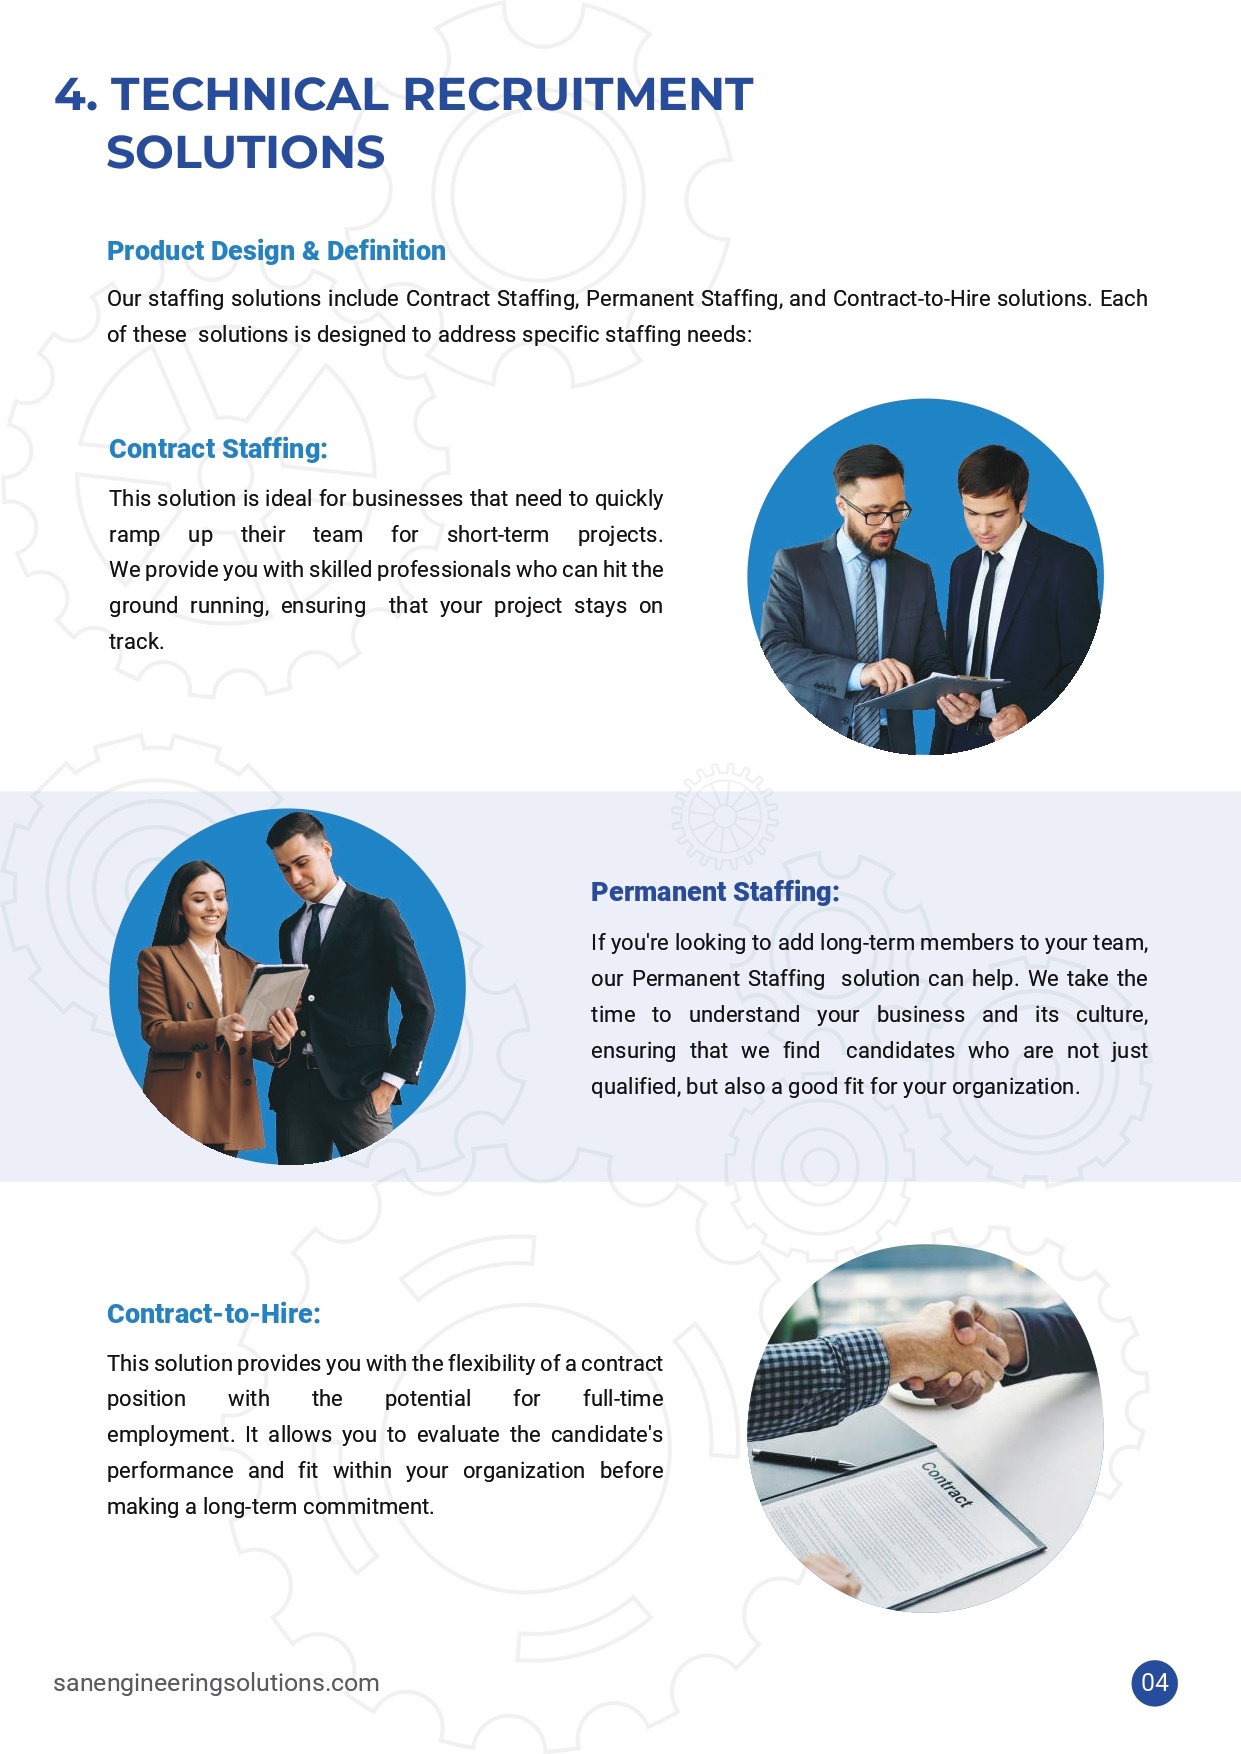 4. TECHNICAL RECRUITMENT
SOLUTIONS
Product Design & Definition
Our staffing solutions include Contract Staffing, Permanent Staffing, and Contract-to-Hire solutions. Each
of these solutions is designed to address specific staffing needs:
Contract Staffing:
This solution is ideal for businesses that need to quickly
ramp up their team for short-term projects.
We provide you with skilled professionals who can hit the
ground running, ensuring that your project stays on
track.
Permanent Staffing:
If you're looking to add long-term members to your team,
our Permanent Staffing solution can help. We take the
time to understand your business and its culture,
ensuring that we find candidates who are not just
qualified, but also a good fit for your organization.
Contract-to-Hire:
This solution provides you with the flexibility of a contract
position with the potential for full-time
employment. It allows you to evaluate the candidate's
performance and fit within your organization before
making a long-term commitment.
Contract
sanengineeringsolutions.com
04